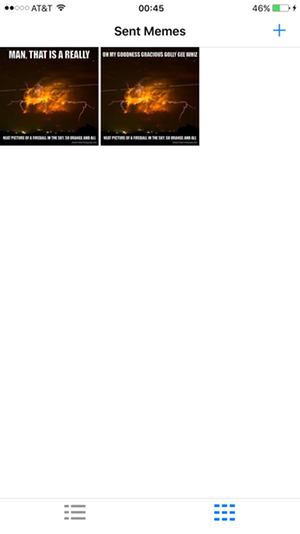 AT&T 00:45 46%
Sent Memes
MAN, THAT IS A REALLY
NEAT PICTURE OF A FIREBALL IN THE SKY, SO ORANGE AND ALL
OH MY GOODNESS GRACIOUS GOLLY GEE WHIZ
NEAT PICTURE OF A FIREBALL IN THE SKY, SO ORANGE AND ALL